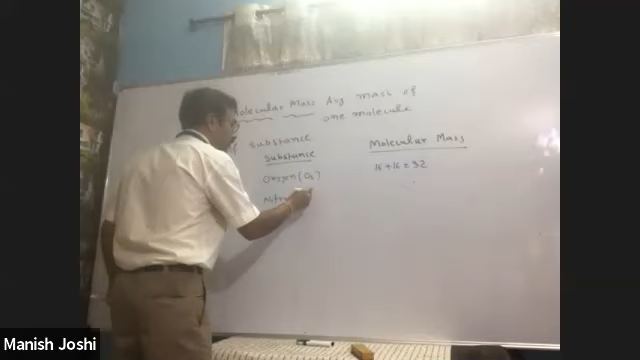 Molecular Mass Avg mass of
one molecule
substance
Substance
Molecular Mass
Oxygen (O₂)
16 + 16 = 32
Nitro
Manish Joshi